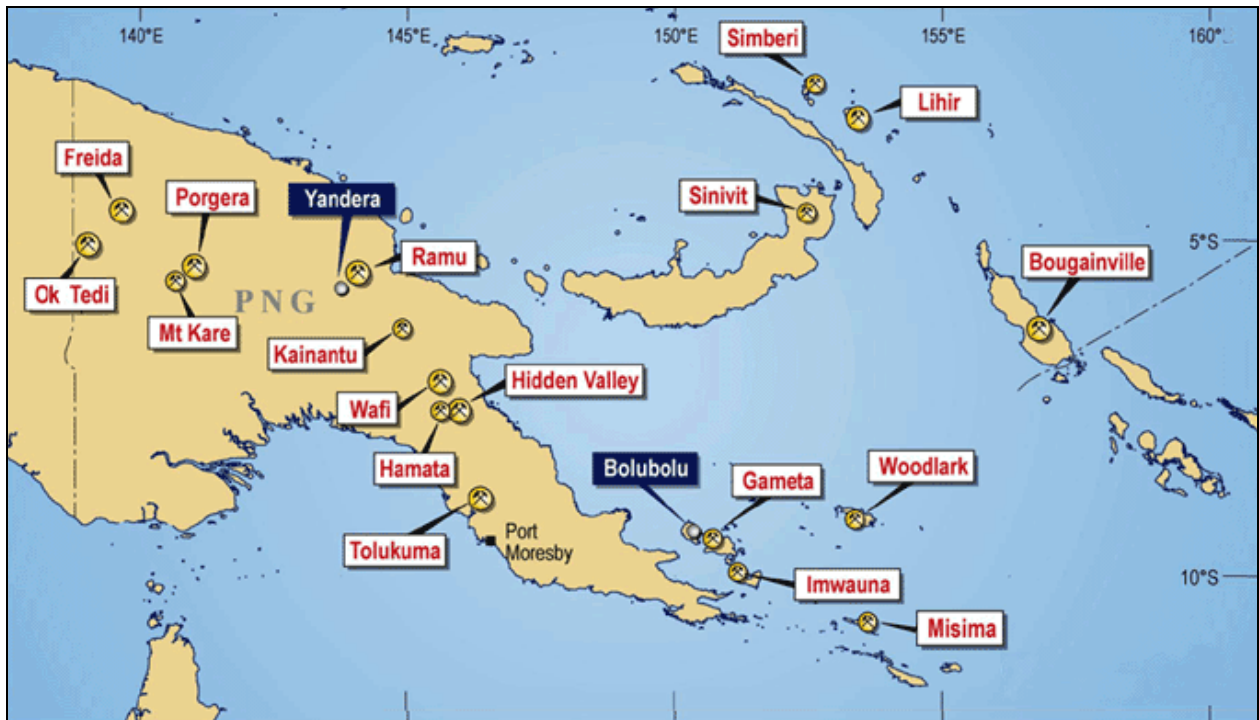 140°E
145°E
150°E
155°E
160°
Simberi
Lihir
Freida
Porgera
Yandera
Sinivit
Ramu
5°S
Bougainville
Ok Tedi
PNG
Mt Kare
Kainantu
Hidden Valley
Wafi
Hamata
Bolubolu
Gameta
Woodlark
Tolukuma
Port
Moresby
Imwauna
10°S
Misima